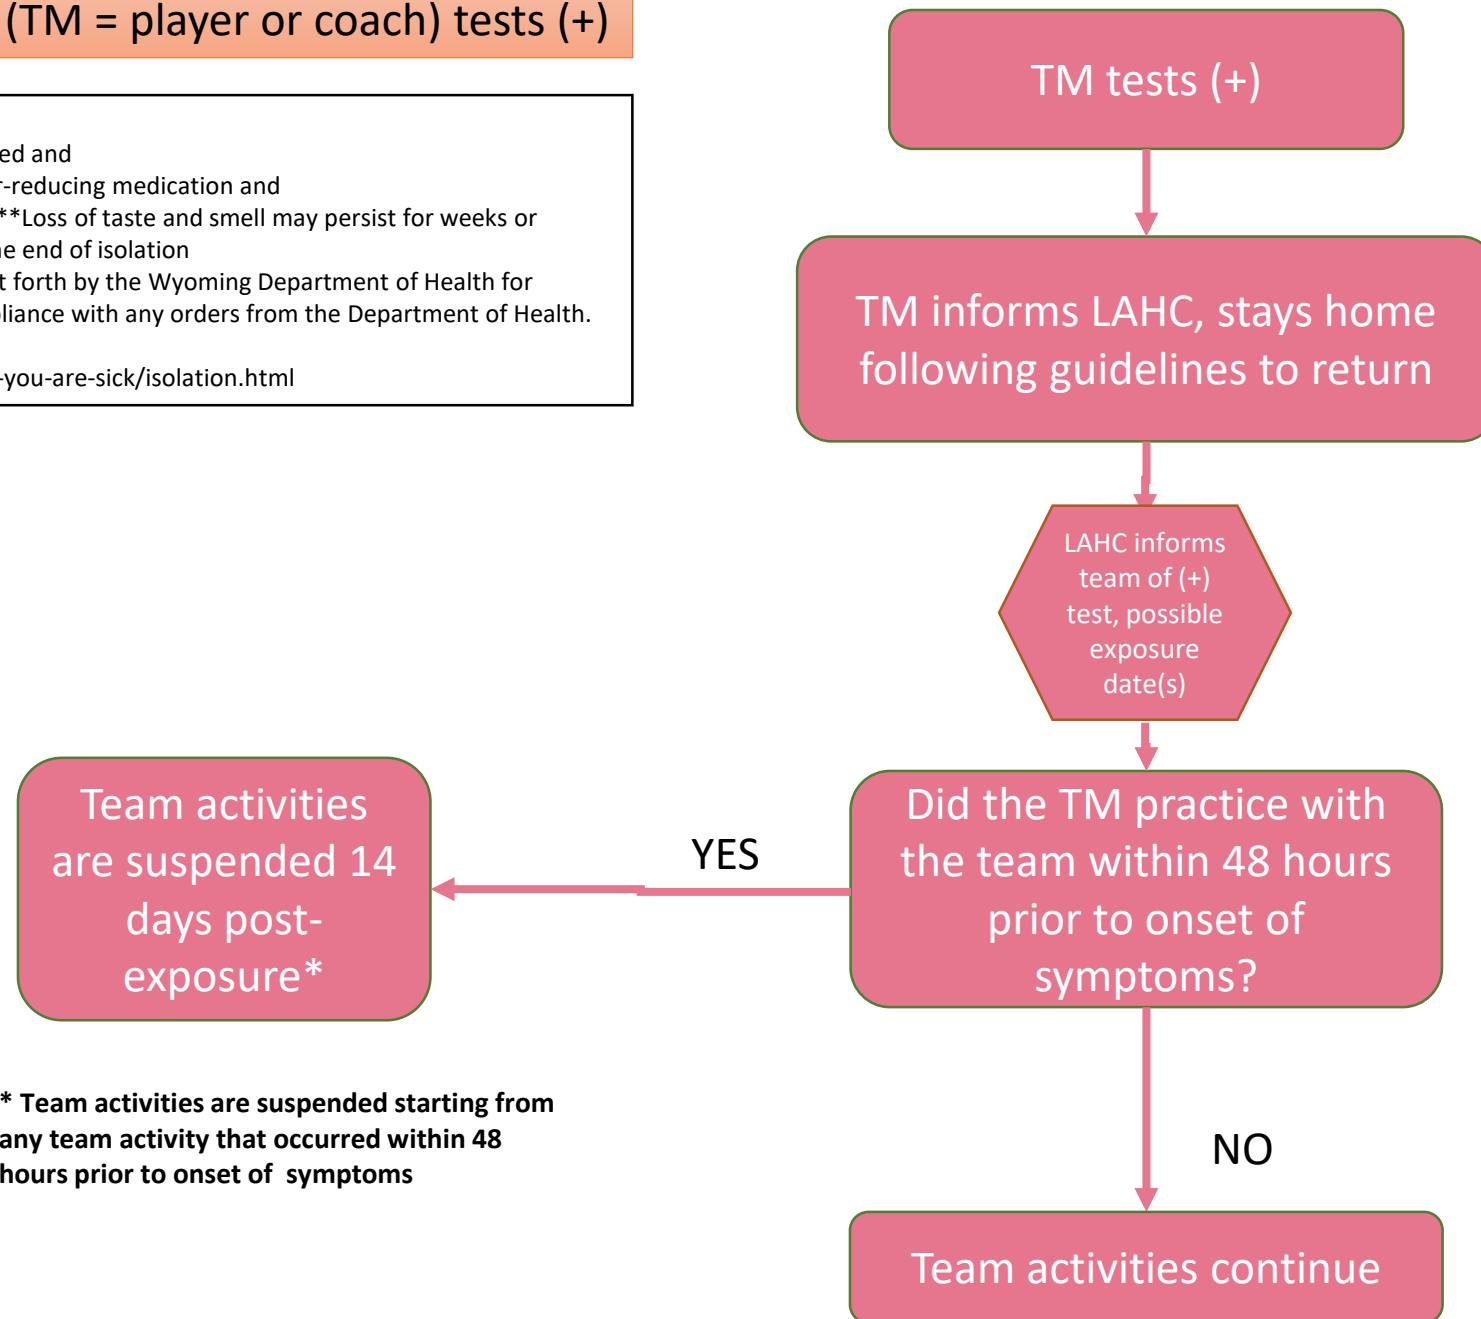 (TM = player or coach) tests (+)
ed and
r-reducing medication and
**Loss of taste and smell may persist for weeks or
he end of isolation
t forth by the Wyoming Department of Health for
pliance with any orders from the Department of Health.
-you-are-sick/isolation.html
TM tests (+)
TM informs LAHC, stays home
following guidelines to return
LAHC informs
team of (+)
test, possible
exposure
date(s)
Did the TM practice with
the team within 48 hours
prior to onset of
symptoms?
YES
Team activities
are suspended 14
days post-
exposure*
* Team activities are suspended starting from
any team activity that occurred within 48
hours prior to onset of  symptoms
NO
Team activities continue